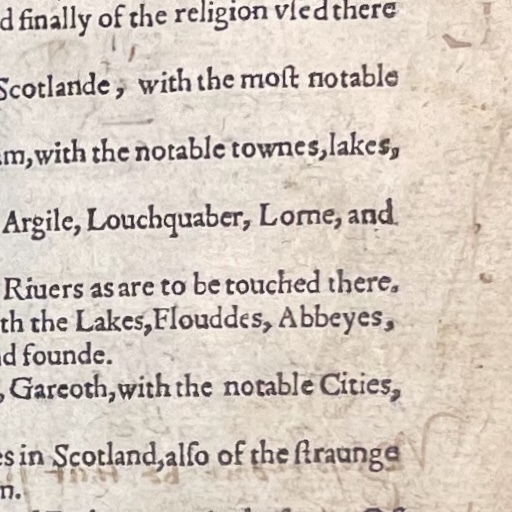 d finally of the religion vſed there
Scotlande, with the moſt notable
m, with the notable townes, lakes,
Argile, Louchquaber, Lorne, and
Riuers as are to be touched there.
th the Lakes, Flouddes, Abbeyes,
d founde.
, Gareoth, with the notable Cities,
es in Scotland, alſo of the ſtraunge
n.